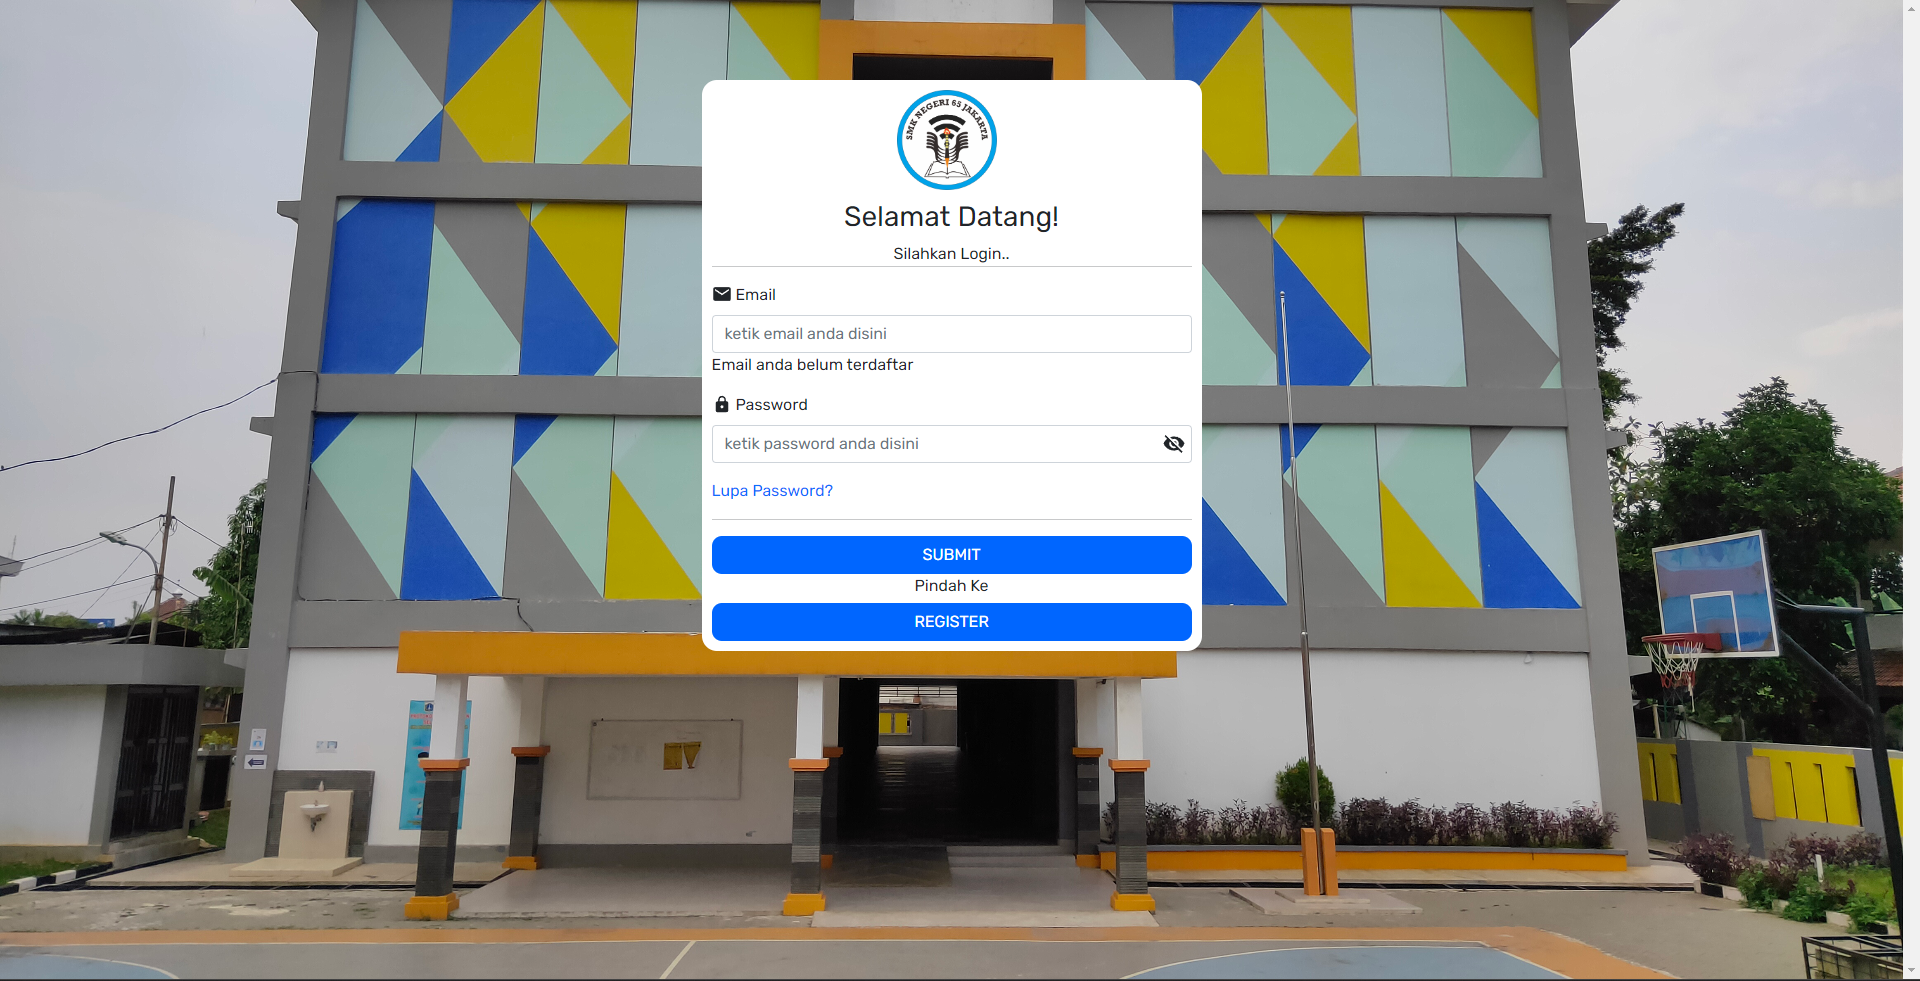 SMK NEGERI 65 JAKARTA
Selamat Datang!
Silahkan Login..
Email
ketik email anda disini
Email anda belum terdaftar
Password
ketik password anda disini
Lupa Password?
SUBMIT
Pindah Ke
REGISTER